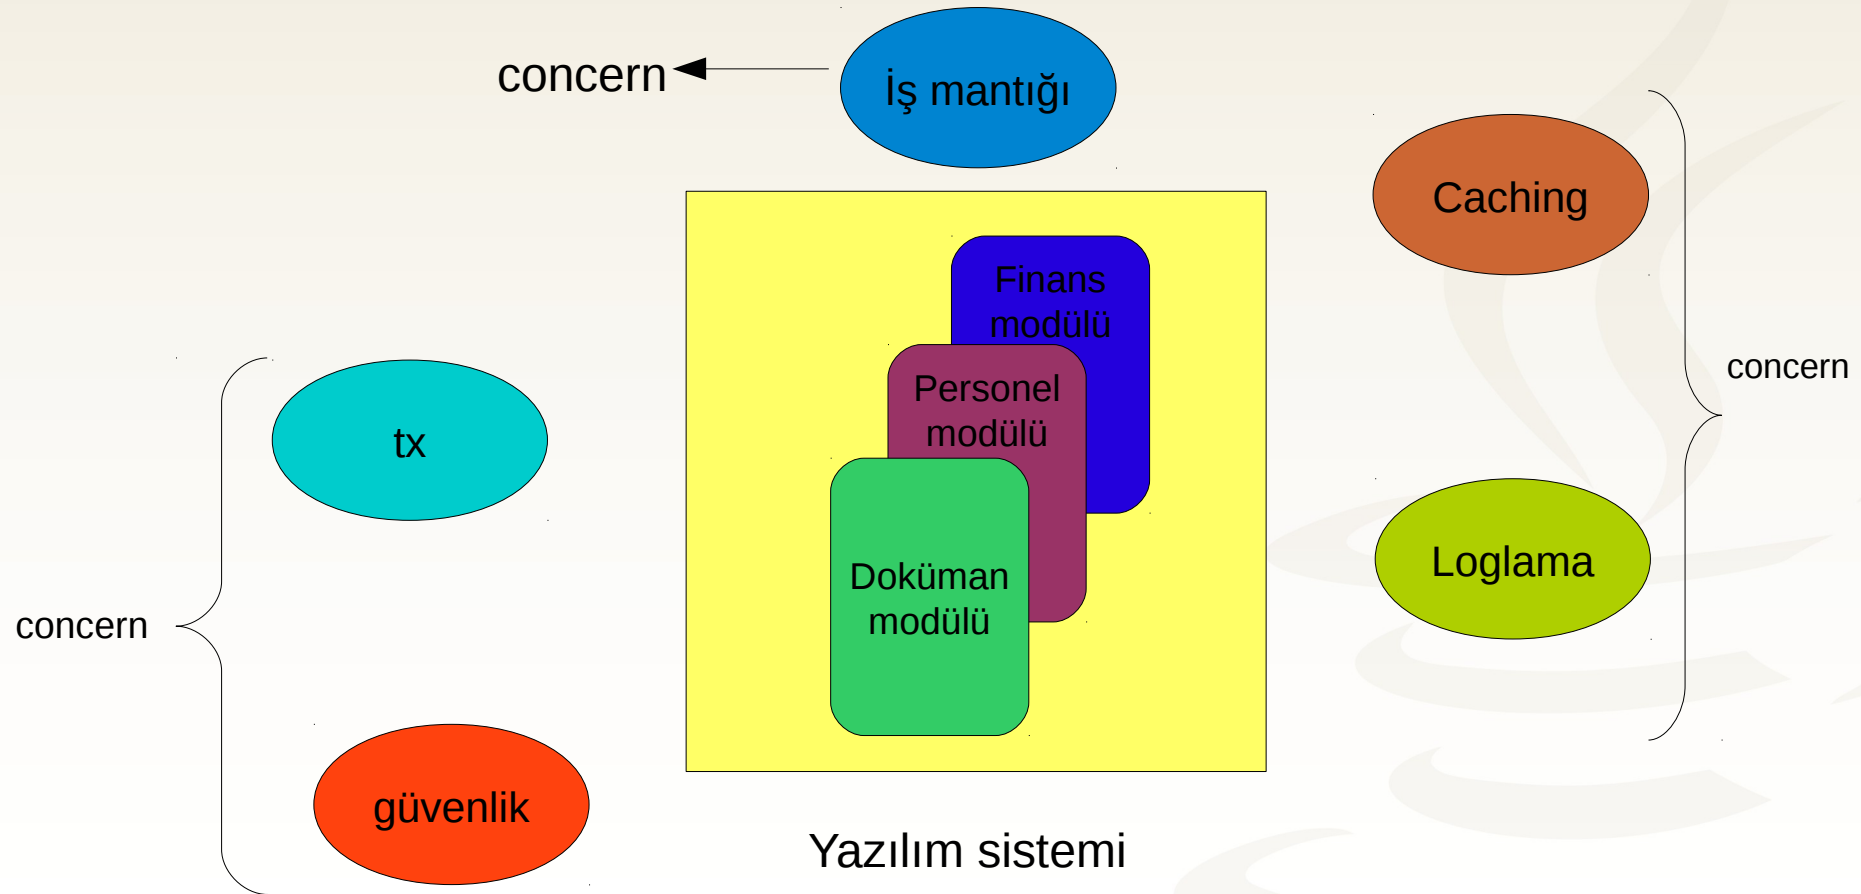 concern
İş mantığı
Caching
Finans
modülü
concern
Personel
modülü
tx
Loglama
Doküman
modülü
concern
güvenlik
Yazılım sistemi